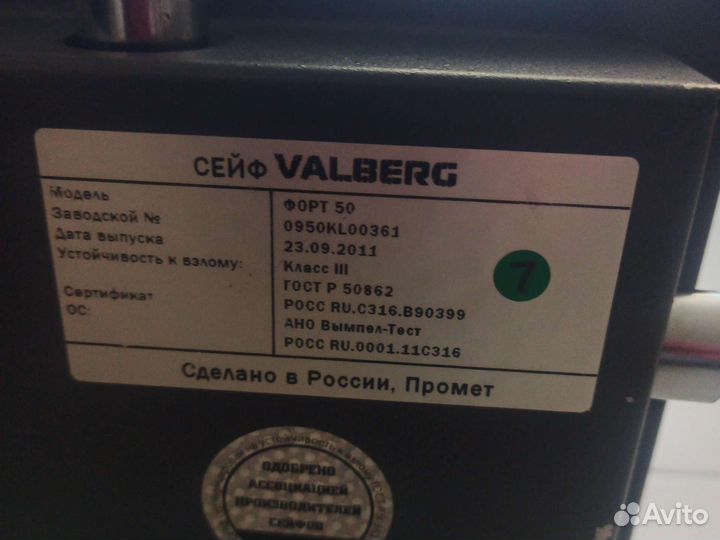 СЕЙФ VALBERG
Модель ФОРТ 50
Заводской № 0950KL00361
Дата выпуска 23.09.2011
Устойчивость к взлому: Класс III
ГОСТ Р 50862
Сертификат РОСС RU.C316.B90399
ОС: АНО Вымпел-Тест
РОСС RU.0001.11C316
7
Сделано в России, Промет
устойчивость к
ОДОБРЕНО
АССОЦИАЦИЕЙ
ПРОИЗВОДИТЕЛЕЙ
СЕЙФОВ
Avito